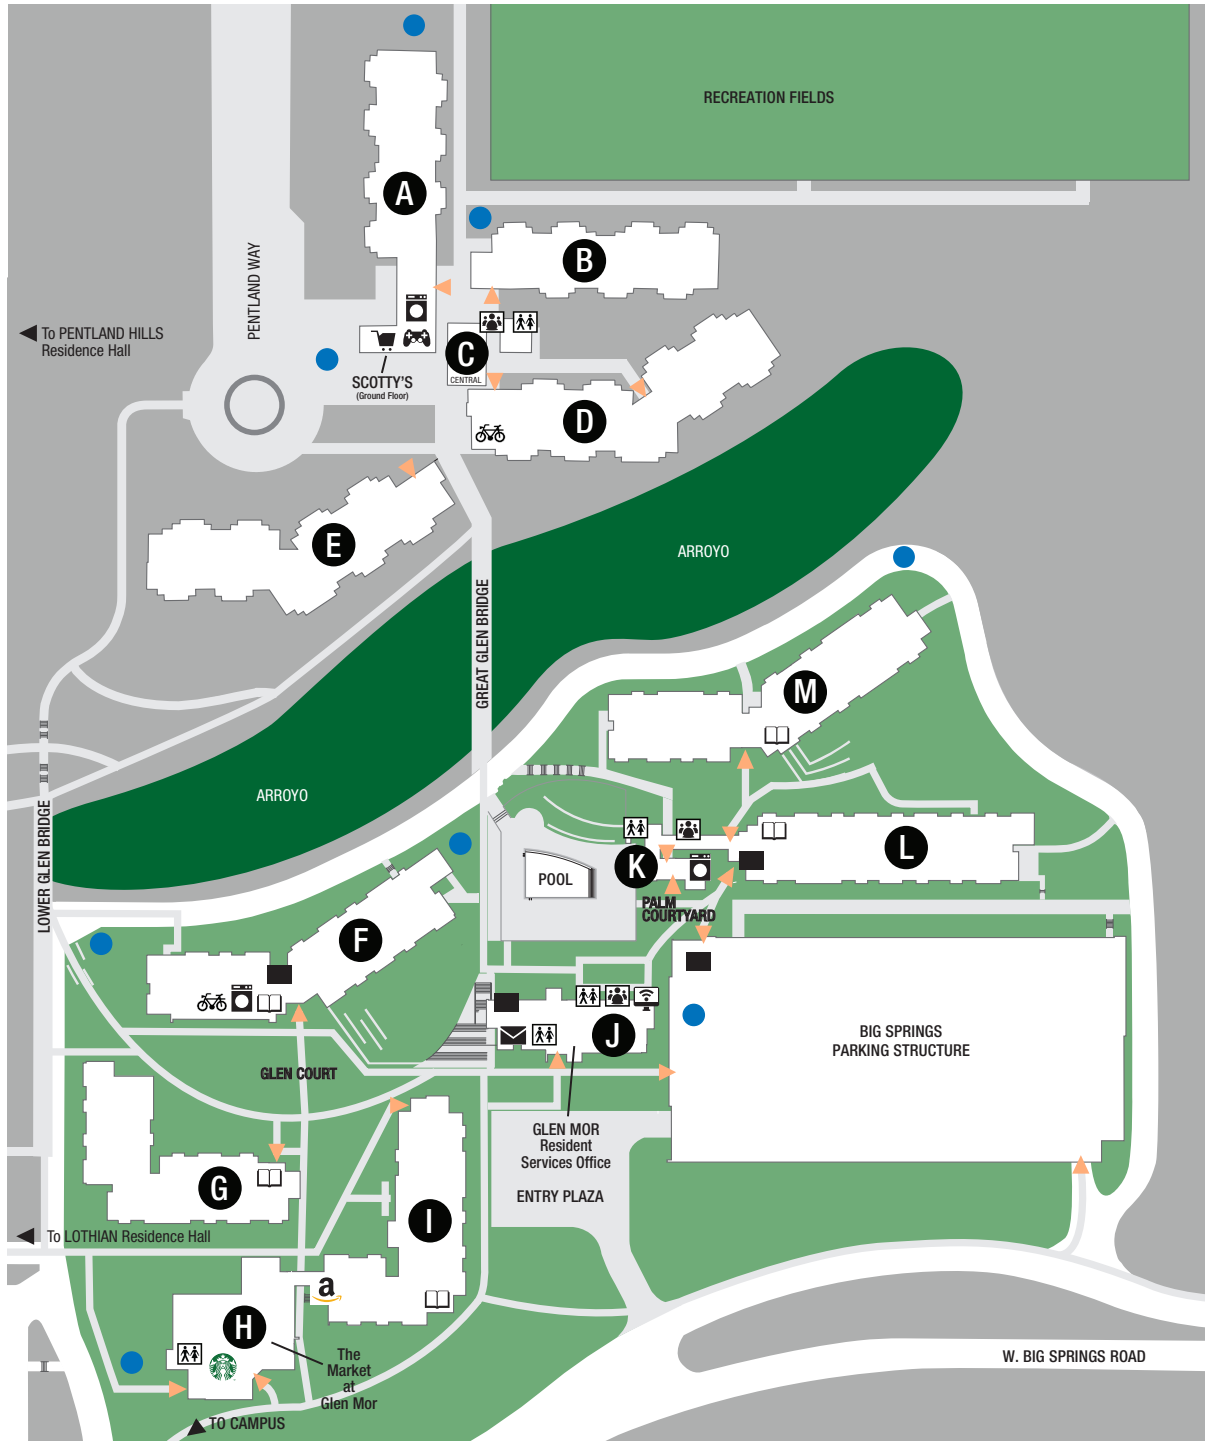 RECREATION FIELDS
A
B
PENTLAND WAY
To PENTLAND HILLS
Residence Hall
C
CENTRAL
SCOTTY'S
(Ground Floor)
D
E
ARROYO
GREAT GLEN BRIDGE
M
ARROYO
LOWER GLEN BRIDGE
L
K
POOL
PALM
COURTYARD
F
J
BIG SPRINGS
PARKING STRUCTURE
GLEN COURT
GLEN MOR
Resident
Services Office
ENTRY PLAZA
G
I
To LOTHIAN Residence Hall
a
H
The
Market
at
Glen Mor
W. BIG SPRINGS ROAD
TO CAMPUS